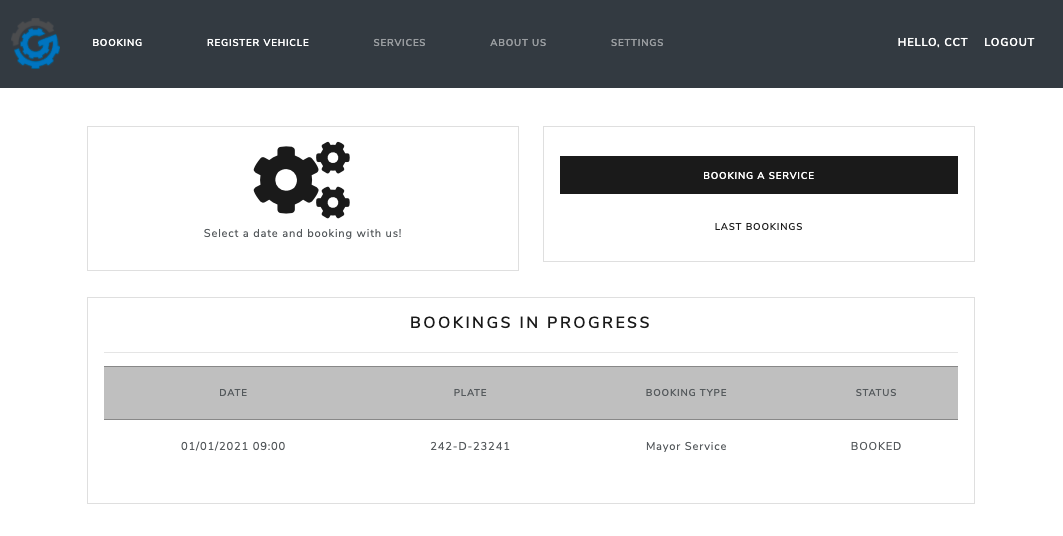 BOOKING REGISTER VEHICLE SERVICES ABOUT US SETTINGS HELLO, CCT LOGOUT
Select a date and booking with us!
BOOKING A SERVICE
LAST BOOKINGS
BOOKINGS IN PROGRESS
DATE PLATE BOOKING TYPE STATUS
01/01/2021 09:00 242-D-23241 Mayor Service BOOKED